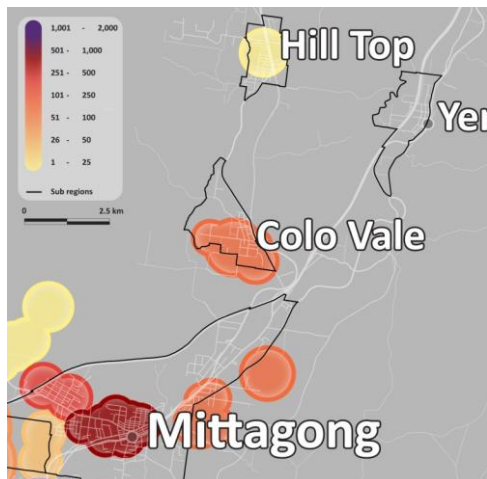 1,001 - 2,000
501 - 1,000
251 - 500
101 - 250
51 - 100
26 - 50
1 - 25
Sub regions
0 2.5 km
Hill Top
Yer
Colo Vale
Mittagong